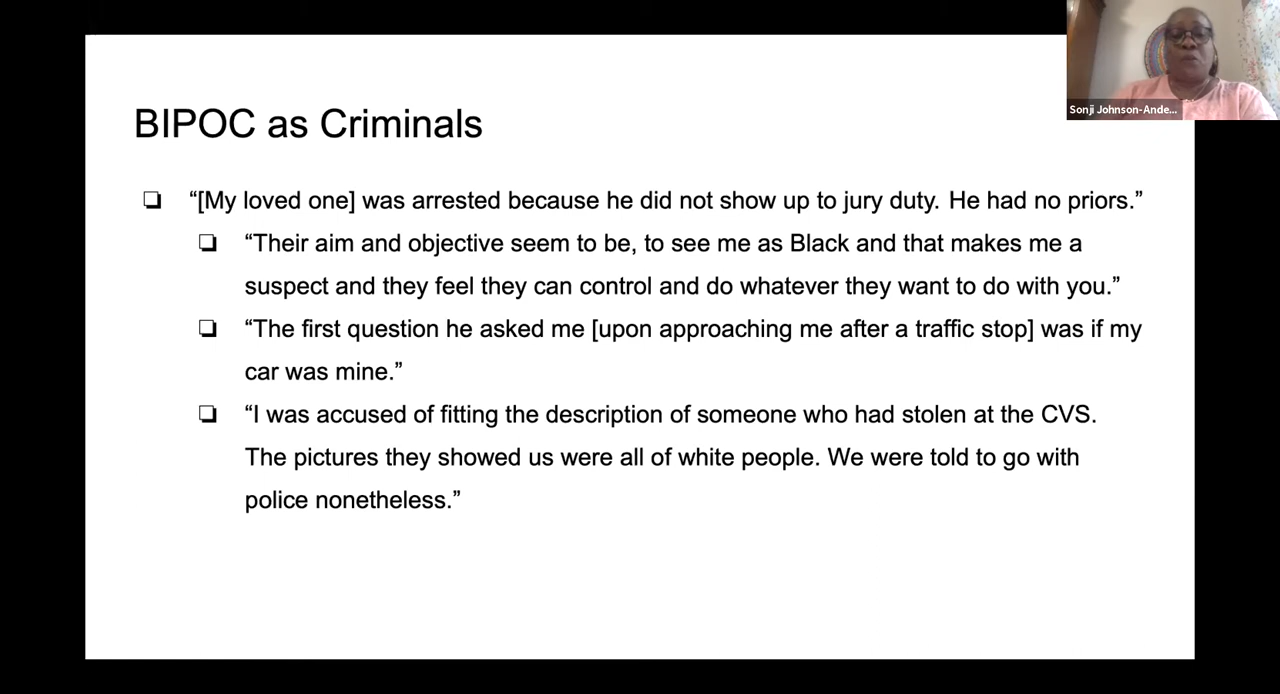 Sonji Johnson-Ande...
BIPOC as Criminals
❏ “[My loved one] was arrested because he did not show up to jury duty. He had no priors.”
❏ “Their aim and objective seem to be, to see me as Black and that makes me a
suspect and they feel they can control and do whatever they want to do with you.”
❏ “The first question he asked me [upon approaching me after a traffic stop] was if my
car was mine.”
❏ “I was accused of fitting the description of someone who had stolen at the CVS.
The pictures they showed us were all of white people. We were told to go with
police nonetheless.”